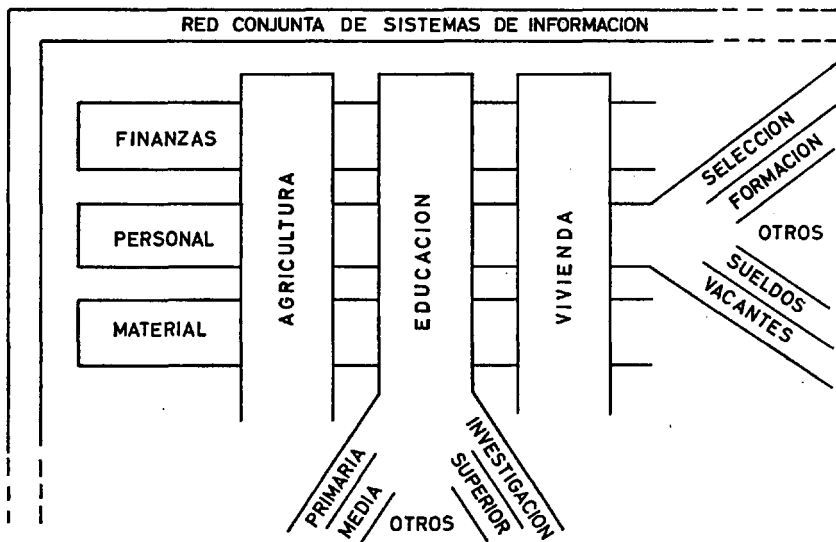 RED CONJUNTA DE SISTEMAS DE INFORMACION
FINANZAS
PERSONAL
MATERIAL
AGRICULTURA
EDUCACION
VIVIENDA
SELECCION
FORMACION
OTROS
SUELDOS
VACANTES
PRIMARIA
MEDIA
OTROS
SUPERIOR
INVESTIGACION